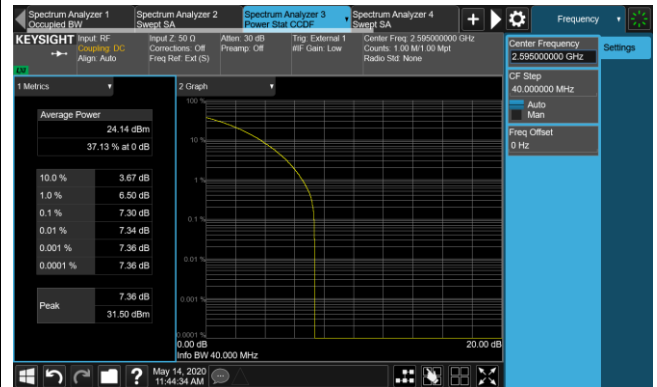 Spectrum Analyzer 1
Occupied BW
Spectrum Analyzer 2
Swept SA
Spectrum Analyzer 3
Power Stat CCDF
Spectrum Analyzer 4
Swept SA
Frequency
KEYSIGHT
Input: RF
Coupling: DC
Align: Auto
Input Z: 50 Ω
Corrections: Off
Freq Ref: Ext (S)
Atten: 30 dB
Preamp: Off
Trig: External 1
#IF Gain: Low
Center Freq: 2.595000000 GHz
Counts: 1.00 M/1.00 Mpt
Radio Std: None
Center Frequency
2.595000000 GHz
Settings
CF Step
40.000000 MHz
Auto
Man
Freq Offset
0 Hz
1 Metrics
2 Graph
Average Power
24.14 dBm
37.13 % at 0 dB
10.0 % 3.67 dB
1.0 % 6.50 dB
0.1 % 7.30 dB
0.01 % 7.34 dB
0.001 % 7.36 dB
0.0001 % 7.36 dB
Peak 7.36 dB
31.50 dBm
100 %
10 %
1 %
0.1 %
0.01 %
0.001 %
0.0001 %
0.00 dB 20.00 dB
Info BW 40.000 MHz
?
May 14, 2020
11:44:34 AM